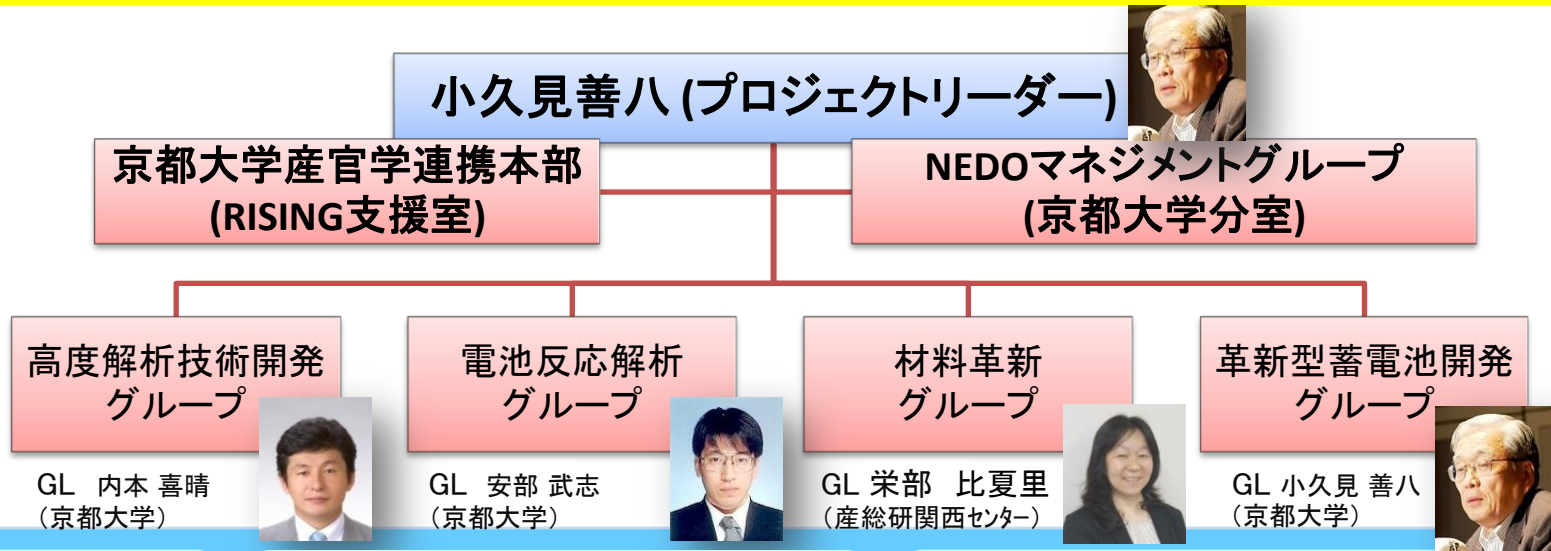 小久見善八 (プロジェクトリーダー)
京都大学産官学連携本部
(RISING支援室)
NEDOマネジメントグループ
(京都大学分室)
高度解析技術開発
グループ
電池反応解析
グループ
材料革新
グループ
革新型蓄電池開発
グループ
GL 内本 喜晴
（京都大学）
GL 安部 武志
（京都大学）
GL 栄部 比夏里
（産総研関西センター）
GL 小久見 善八
（京都大学）